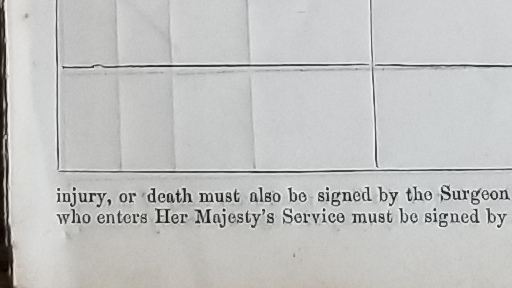 injury, or death must also be signed by the Surgeon
who enters Her Majesty's Service must be signed by